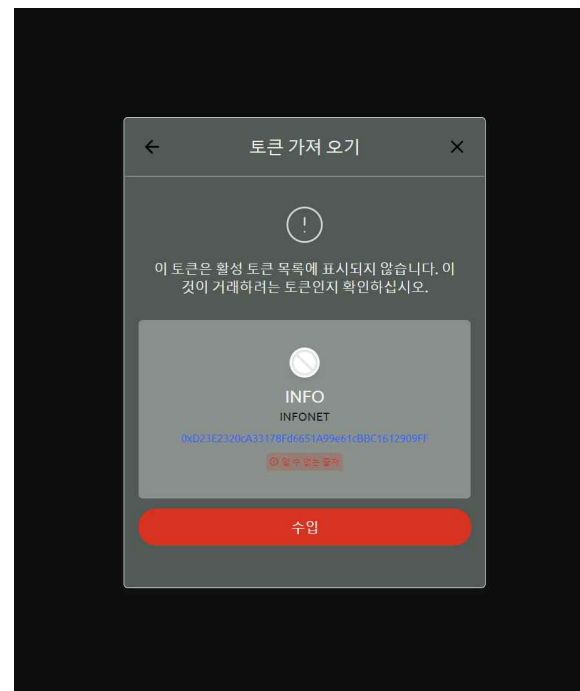 토큰 가져 오기
이 토큰은 활성 토큰 목록에 표시되지 않습니다. 이
것이 거래하려는 토큰인지 확인하십시오.
INFO
INFONET
0xD23E2320cA33178Fd6651A99e61cBBC1612909FF
알 수 없는 출처
수입